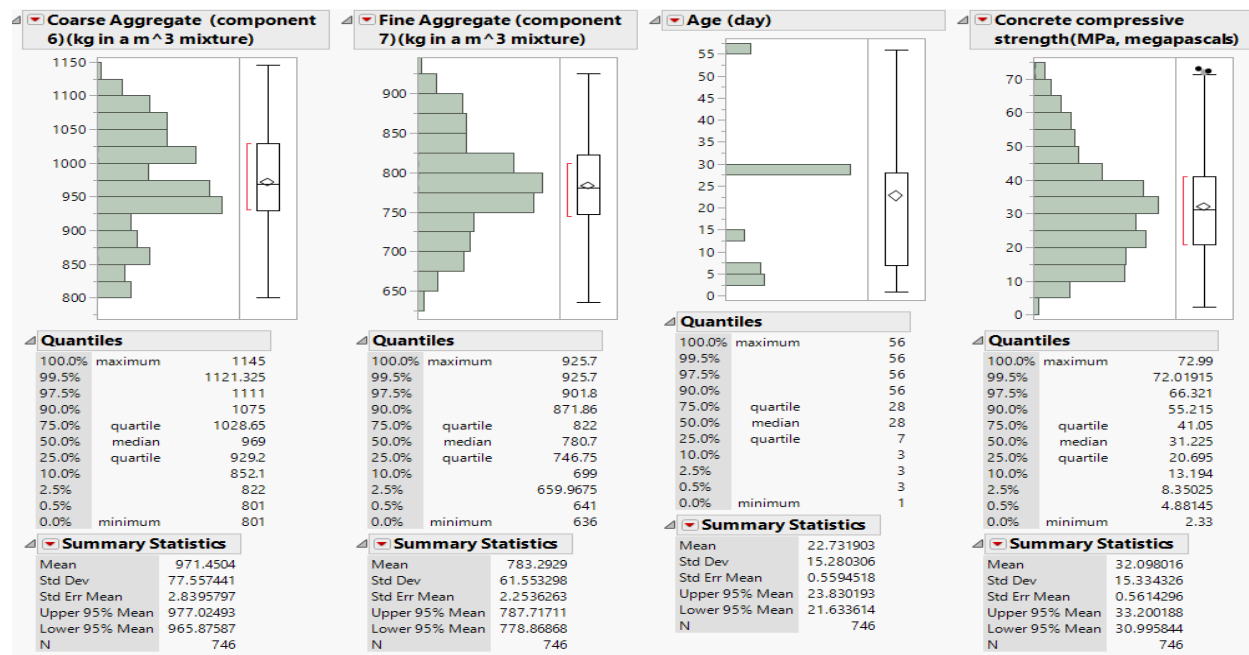 Coarse Aggregate (component
6)(kg in a m^3 mixture)
1150
1100
1050
1000
950
900
850
800
Quantiles
100.0% maximum 1145
99.5% 1121.325
97.5% 1111
90.0% 1075
75.0% quartile 1028.65
50.0% median 969
25.0% quartile 929.2
10.0% 852.1
2.5% 822
0.5% 801
0.0% minimum 801
Summary Statistics
Mean 971.4504
Std Dev 77.557441
Std Err Mean 2.8395797
Upper 95% Mean 977.02493
Lower 95% Mean 965.87587
N 746
Fine Aggregate (component
7)(kg in a m^3 mixture)
900
850
800
750
700
650
Quantiles
100.0% maximum 925.7
99.5% 925.7
97.5% 901.8
90.0% 871.86
75.0% quartile 822
50.0% median 780.7
25.0% quartile 746.75
10.0% 699
2.5% 659.9675
0.5% 641
0.0% minimum 636
Summary Statistics
Mean 783.2929
Std Dev 61.553298
Std Err Mean 2.2536263
Upper 95% Mean 787.71711
Lower 95% Mean 778.86868
N 746
Age (day)
55
50
45
40
35
30
25
20
15
10
5
0
Quantiles
100.0% maximum 56
99.5% 56
97.5% 56
90.0% 56
75.0% quartile 28
50.0% median 28
25.0% quartile 7
10.0% 3
2.5% 3
0.5% 3
0.0% minimum 1
Summary Statistics
Mean 22.731903
Std Dev 15.280306
Std Err Mean 0.5594518
Upper 95% Mean 23.830193
Lower 95% Mean 21.633614
N 746
Concrete compressive
strength(MPa, megapascals)
70
60
50
40
30
20
10
0
Quantiles
100.0% maximum 72.99
99.5% 72.01915
97.5% 66.321
90.0% 55.215
75.0% quartile 41.05
50.0% median 31.225
25.0% quartile 20.695
10.0% 13.194
2.5% 8.35025
0.5% 4.88145
0.0% minimum 2.33
Summary Statistics
Mean 32.098016
Std Dev 15.334326
Std Err Mean 0.5614296
Upper 95% Mean 33.200188
Lower 95% Mean 30.995844
N 746